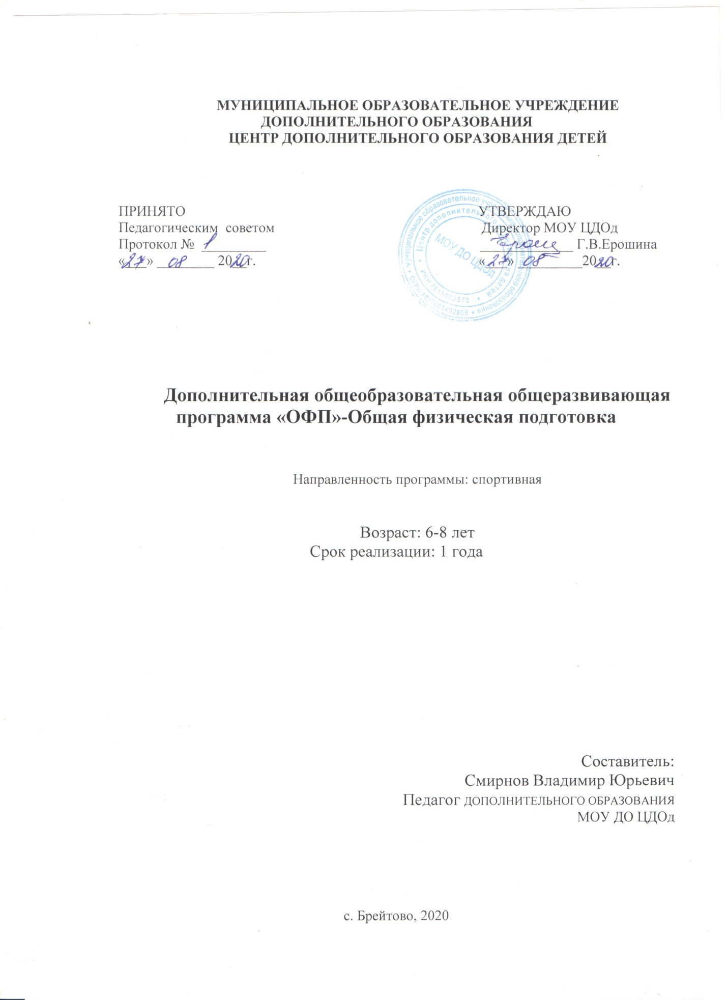 МУНИЦИПАЛЬНОЕ ОБРАЗОВАТЕЛЬНОЕ УЧРЕЖДЕНИЕ
ДОПОЛНИТЕЛЬНОГО ОБРАЗОВАНИЯ
ЦЕНТР ДОПОЛНИТЕЛЬНОГО ОБРАЗОВАНИЯ ДЕТЕЙ
ПРИНЯТО
Педагогическим советом
Протокол № 1
«27» 08 2020г.
УТВЕРЖДАЮ
Директор МОУ ЦДОд
Г.В.Ерошина
«27» 08 2020г.
муниципальное образовательное учреждение дополнительного образования
ОГРН 1027601492808
Центр дополнительного образования детей
ИНН 7615002573
МОУ ДО ЦДОд
Дополнительная общеобразовательная общеразвивающая
программа «ОФП»-Общая физическая подготовка
Направленность программы: спортивная
Возраст: 6-8 лет
Срок реализации: 1 года
Составитель:
Смирнов Владимир Юрьевич
Педагог ДОПОЛНИТЕЛЬНОГО ОБРАЗОВАНИЯ
МОУ ДО ЦДОд
с. Брейтово, 2020